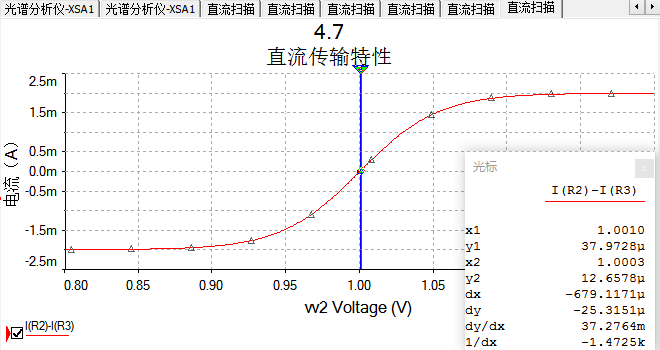 光谱分析仪-XSA1 光谱分析仪-XSA1 直流扫描 直流扫描 直流扫描 直流扫描 直流扫描 直流扫描
4.7
直流传输特性
2.5m
1.5m
0.5m
0.0m
-0.5m
-1.5m
-2.5m
电流（A）
0.80 0.85 0.90 0.95 1.00 1.05
vv2 Voltage (V)
I(R2)-I(R3)
光标 x
I(R2)-I(R3)
x1 1.0010
y1 37.9728μ
x2 1.0003
y2 12.6578μ
dx -679.1171μ
dy -25.3151μ
dy/dx 37.2764m
1/dx -1.4725k